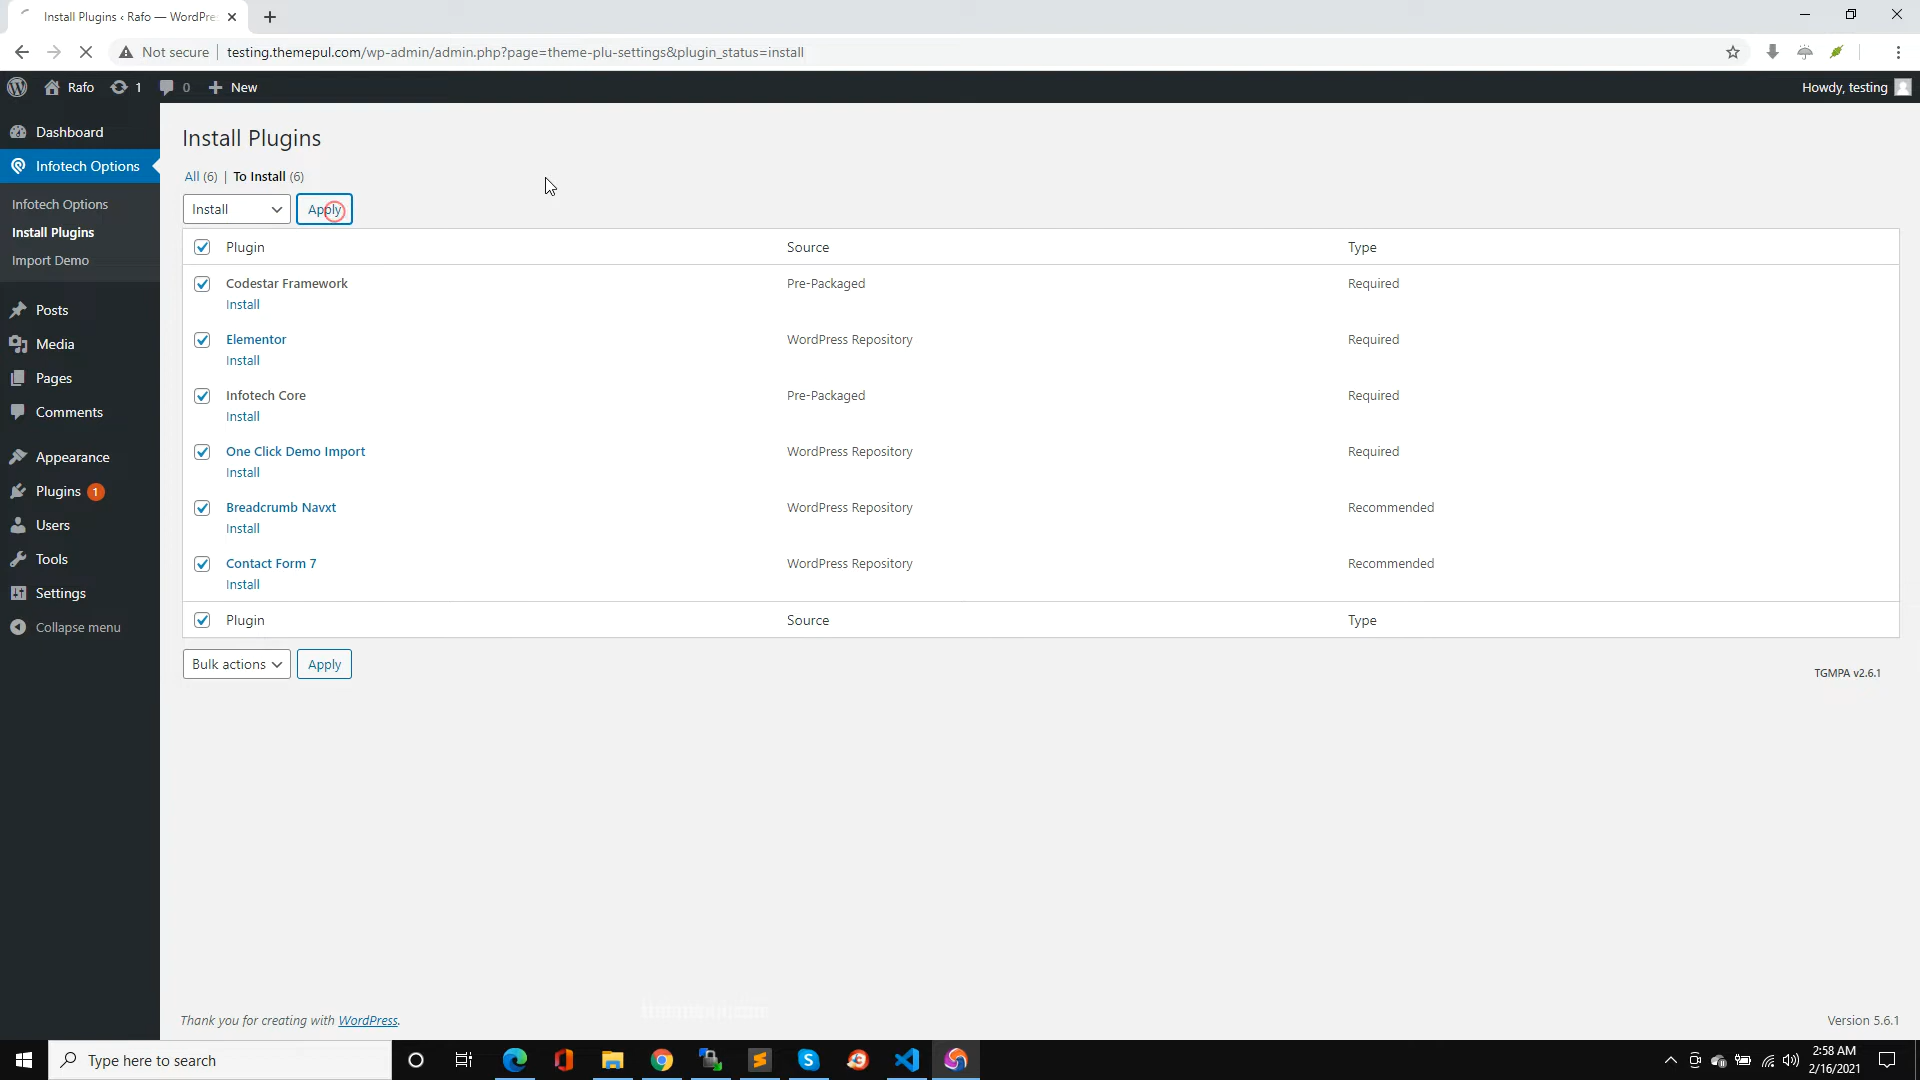 Install Plugins ‹ Rafo — WordPre
Not secure
testing.themepul.com/wp-admin/admin.php?page=theme-plu-settings&plugin_status=install
Rafo
1
0
New
Howdy, testing
Dashboard
Infotech Options
Infotech Options
Install Plugins
Import Demo
Posts
Media
Pages
Comments
Appearance
Plugins 1
Users
Tools
Settings
Collapse menu
Install Plugins
All (6) | To Install (6)
Install
Apply
Plugin Source Type
Codestar Framework Pre-Packaged Required
Install
Elementor WordPress Repository Required
Install
Infotech Core Pre-Packaged Required
Install
One Click Demo Import WordPress Repository Required
Install
Breadcrumb Navxt WordPress Repository Recommended
Install
Contact Form 7 WordPress Repository Recommended
Install
Plugin Source Type
Bulk actions
Apply
TGMPA v2.6.1
Thank you for creating with WordPress.
Version 5.6.1
Type here to search
2:58 AM
2/16/2021